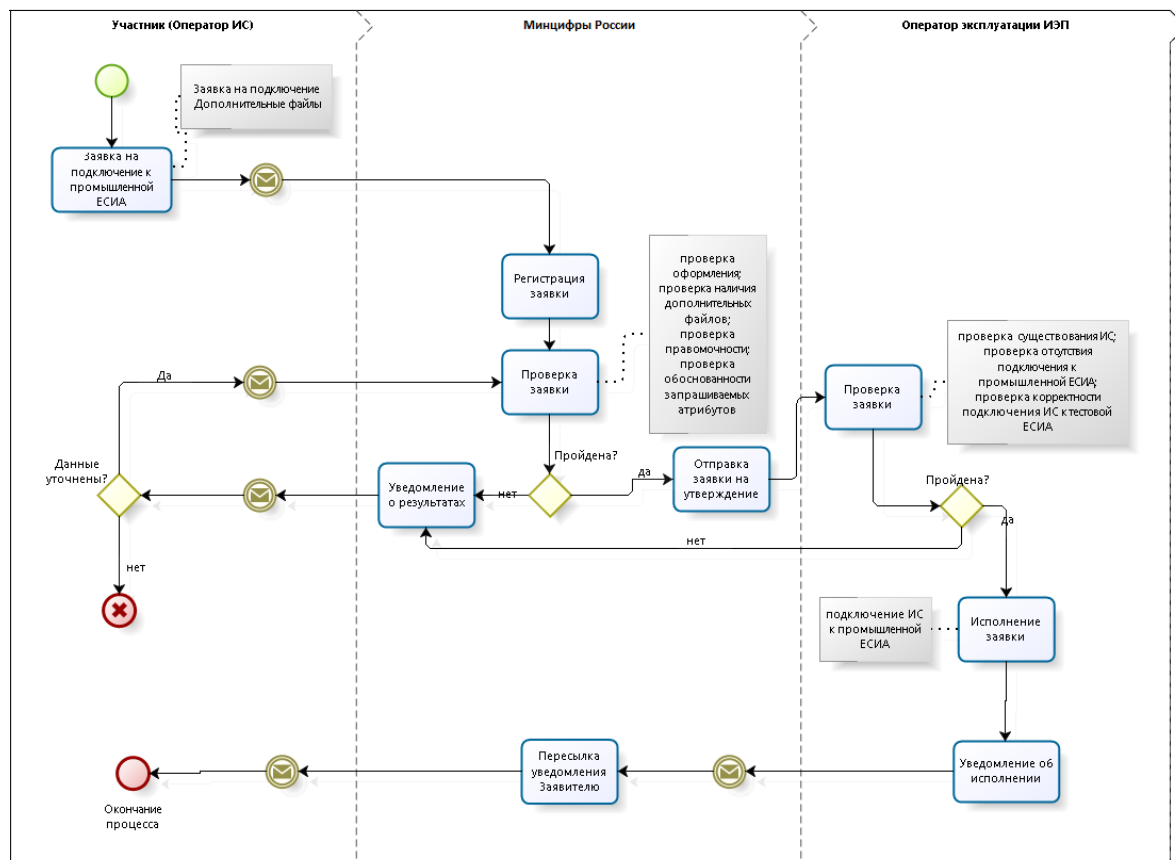 Участник (Оператор ИС)
Минцифры России
Оператор эксплуатации ИЭП
Заявка на подключение
Дополнительные файлы
Заявка на
подключение к
промышленной
ЕСИА
Регистрация
заявки
проверка
оформления;
проверка наличия
дополнительных
файлов;
проверка
правомочности;
проверка
обоснованности
запрашиваемых
атрибутов
проверка существования ИС;
проверка отсутствия
подключения к
промышленной ЕСИА;
проверка корректности
подключения ИС к тестовой
ЕСИА
Да
Проверка
заявки
Проверка
заявки
Данные
уточнены?
Уведомление
о результатах
нет
Пройдена?
да
Отправка
заявки на
утверждение
Пройдена?
да
нет
нет
подключение ИС
к промышленной
ЕСИА
Исполнение
заявки
Пересылка
уведомления
Заявителю
Уведомление об
исполнении
Окончание
процесса